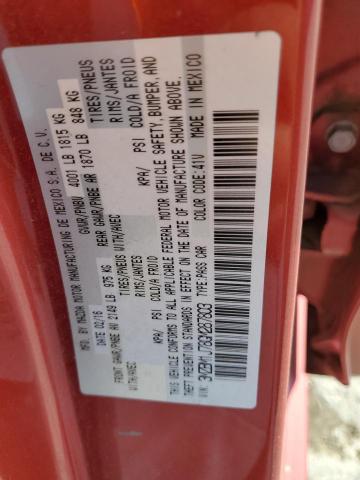 MFD. BY MAZDA MOTOR MANUFACTURING DE MEXICO S.A. DE C.V.
DATE: 02/16 GVWR/PNBV 4001 LB 1815 KG
FRONT GAWR/PNBE AV 2149 LB 975 KG REAR GAWR/PNBE AR 1870 LB 848 KG
WITH/AVEC TIRES/PNEUS WITH/AVEC TIRES/PNEUS
RIMS/JANTES RIMS/JANTES
KPA/ PSI COLD/A FROID KPA/ PSI COLD/A FROID
THIS VEHICLE CONFORMS TO ALL APPLICABLE FEDERAL MOTOR VEHICLE SAFETY, BUMPER, AND
THEFT PREVENTION STANDARDS IN EFFECT ON THE DATE OF MANUFACTURE SHOWN ABOVE.
TYPE:PASS CAR COLOR CODE:41V MADE IN MEXICO